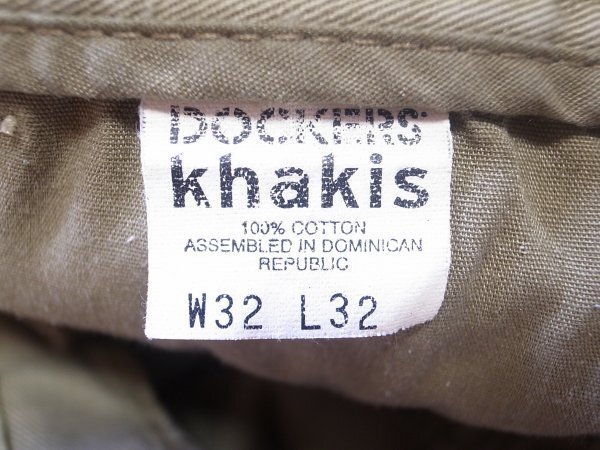 DOCKERS
khakis
100% COTTON
ASSEMBLED IN DOMINICAN
REPUBLIC
W32 L32